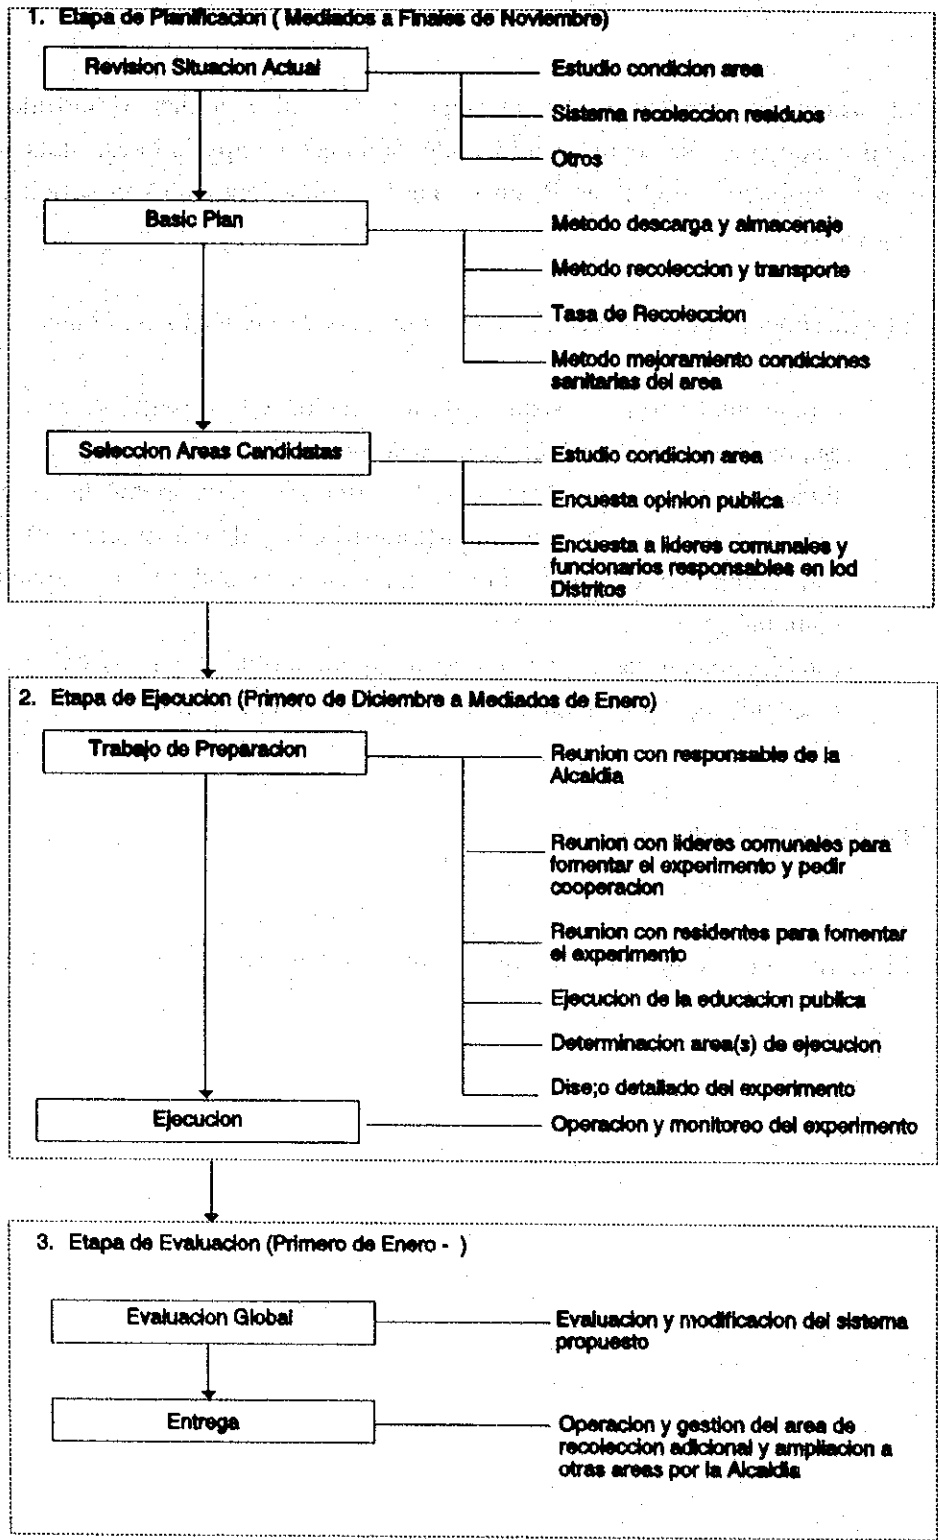 1. Etapa de Planificacion ( Mediados a Finales de Noviembre)
Revision Situacion Actual
Estudio condicion area
Sistema recoleccion residuos
Otros
Basic Plan
Metodo descarga y almacenaje
Metodo recoleccion y transporte
Tasa de Recoleccion
Metodo mejoramiento condiciones
sanitarias del area
Seleccion Areas Candidatas
Estudio condicion area
Encuesta opinion publica
Encuesta a lideres comunales y
funcionarios responsables en lod
Distritos
2. Etapa de Ejecucion (Primero de Diciembre a Mediados de Enero)
Trabajo de Preparacion
Reunion con responsable de la
Alcaldia
Reunion con lideres comunales para
fomentar el experimento y pedir
cooperacion
Reunion con residentes para fomentar
el experimento
Ejecucion de la educacion publica
Determinacion area(s) de ejecucion
Dise;o detallado del experimento
Ejecucion
Operacion y monitoreo del experimento
3. Etapa de Evaluacion (Primero de Enero - )
Evaluacion Global
Evaluacion y modificacion del sistema
propuesto
Entrega
Operacion y gestion del area de
recoleccion adicional y ampliacion a
otras areas por la Alcaldia